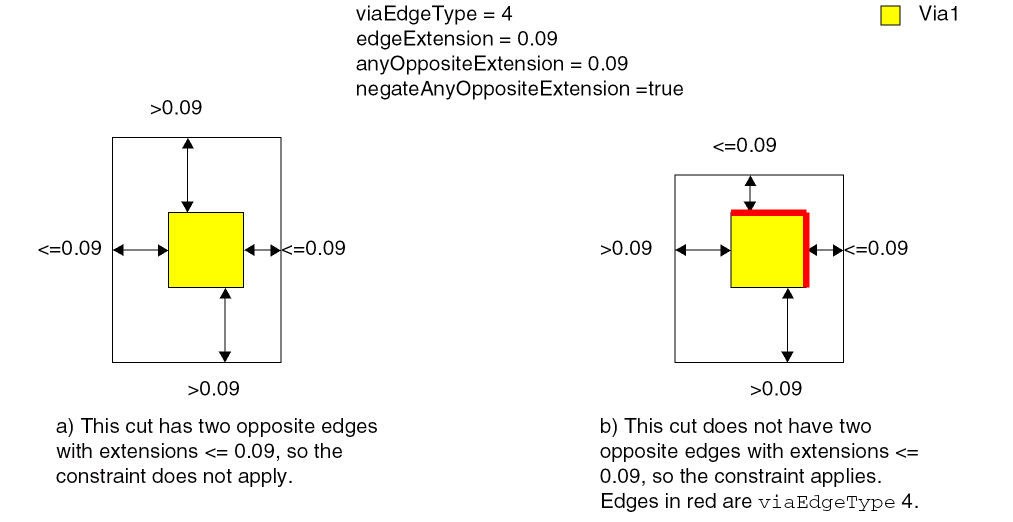 viaEdgeType = 4
edgeExtension = 0.09
anyOppositeExtension = 0.09
negateAnyOppositeExtension =true
Via1
>0.09
<=0.09
<=0.09
>0.09
a) This cut has two opposite edges
with extensions <= 0.09, so the
constraint does not apply.
<=0.09
>0.09
<=0.09
>0.09
b) This cut does not have two
opposite edges with extensions <=
0.09, so the constraint applies.
Edges in red are viaEdgeType 4.